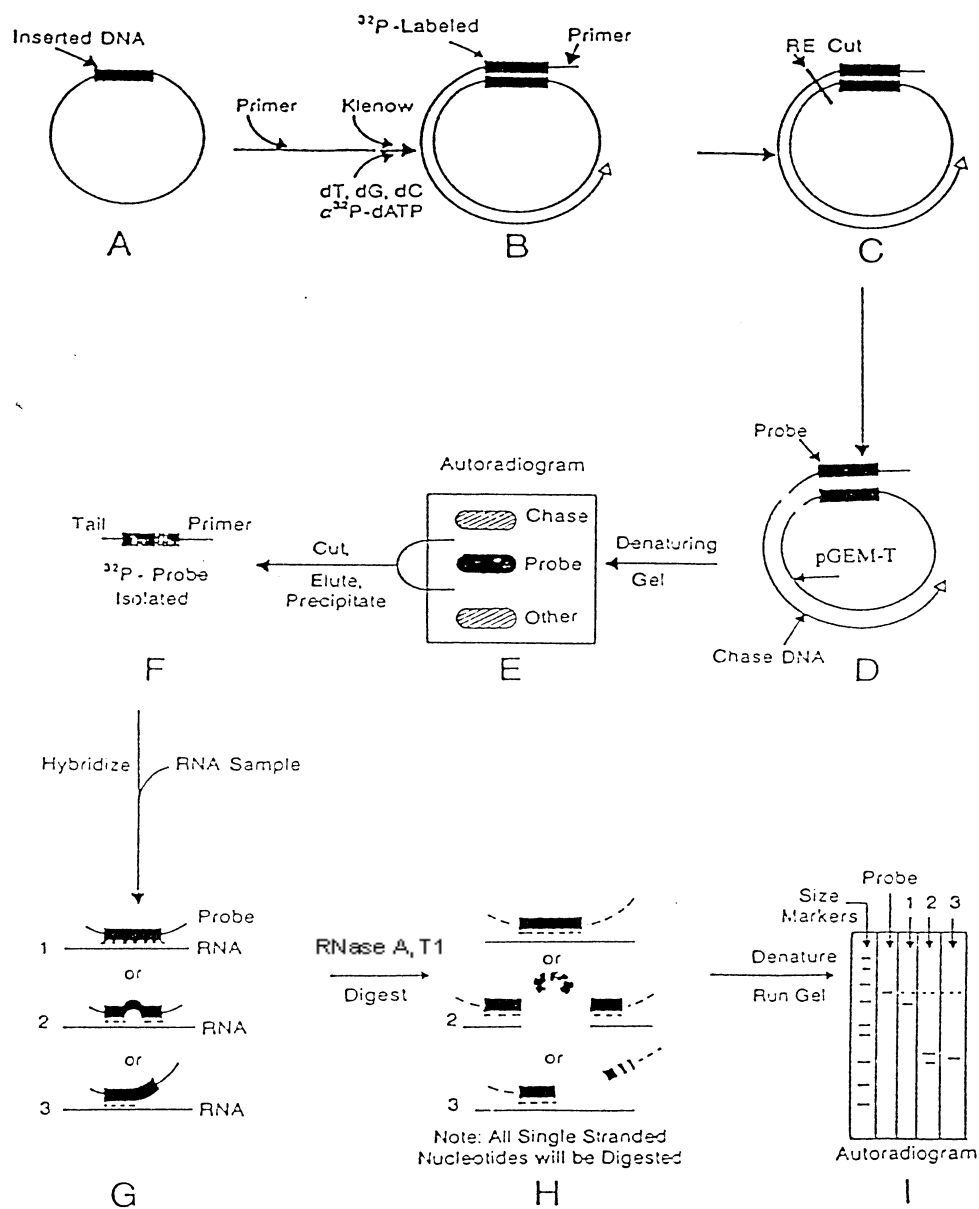 Inserted DNA
A
Primer
Klenow
dT, dG, dC
α³²P-dATP
³²P-Labeled
Primer
B
RE Cut
C
Probe
pGEM-T
Chase DNA
D
Denaturing
Gel
Autoradiogram
Chase
Probe
Other
E
Cut,
Elute,
Precipitate
Tail
Primer
³²P - Probe
Isolated
F
Hybridize
RNA Sample
Probe
1
RNA
or
2
RNA
or
3
RNA
G
RNase A, T1
Digest
or
2
or
3
Note: All Single Stranded
Nucleotides will be Digested
H
Denature
Run Gel
Probe
Size
Markers
1 2 3
Autoradiogram
I